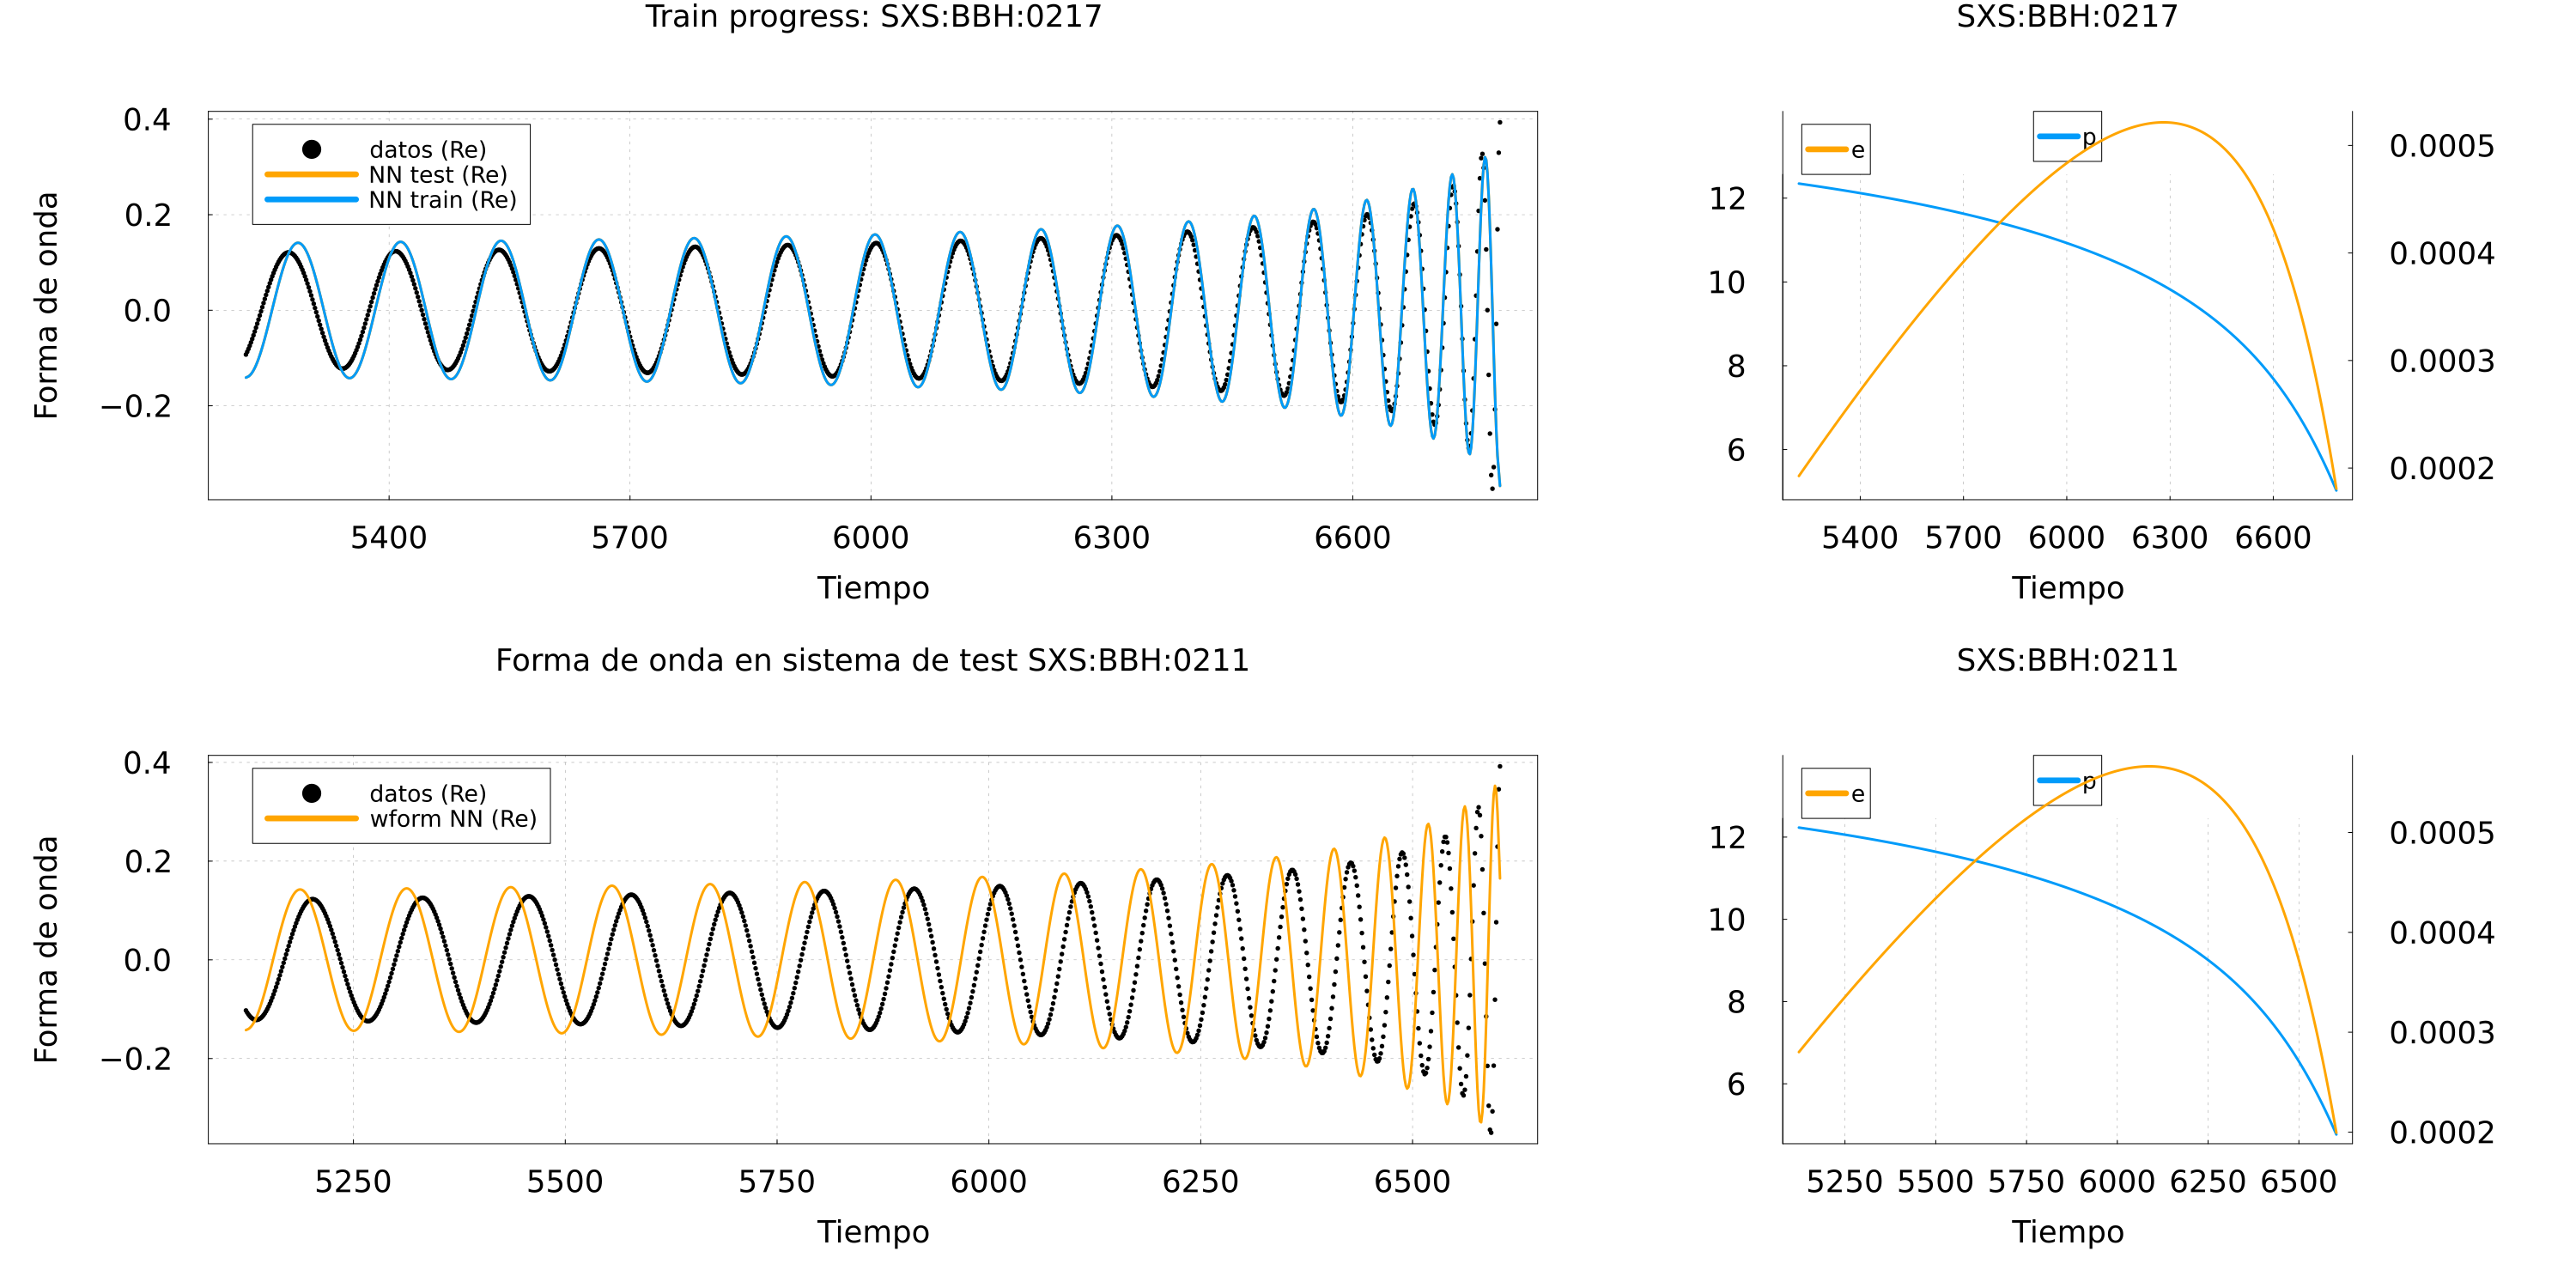 Train progress: SXS:BBH:0217
Forma de onda
0.4
0.2
0.0
−0.2
datos (Re)
NN test (Re)
NN train (Re)
5400 5700 6000 6300 6600
Tiempo
SXS:BBH:0217
e
p
12
10
8
6
0.0005
0.0004
0.0003
0.0002
5400 5700 6000 6300 6600
Tiempo
Forma de onda en sistema de test SXS:BBH:0211
Forma de onda
0.4
0.2
0.0
−0.2
datos (Re)
wform NN (Re)
5250 5500 5750 6000 6250 6500
Tiempo
SXS:BBH:0211
e
p
12
10
8
6
0.0005
0.0004
0.0003
0.0002
5250 5500 5750 6000 6250 6500
Tiempo